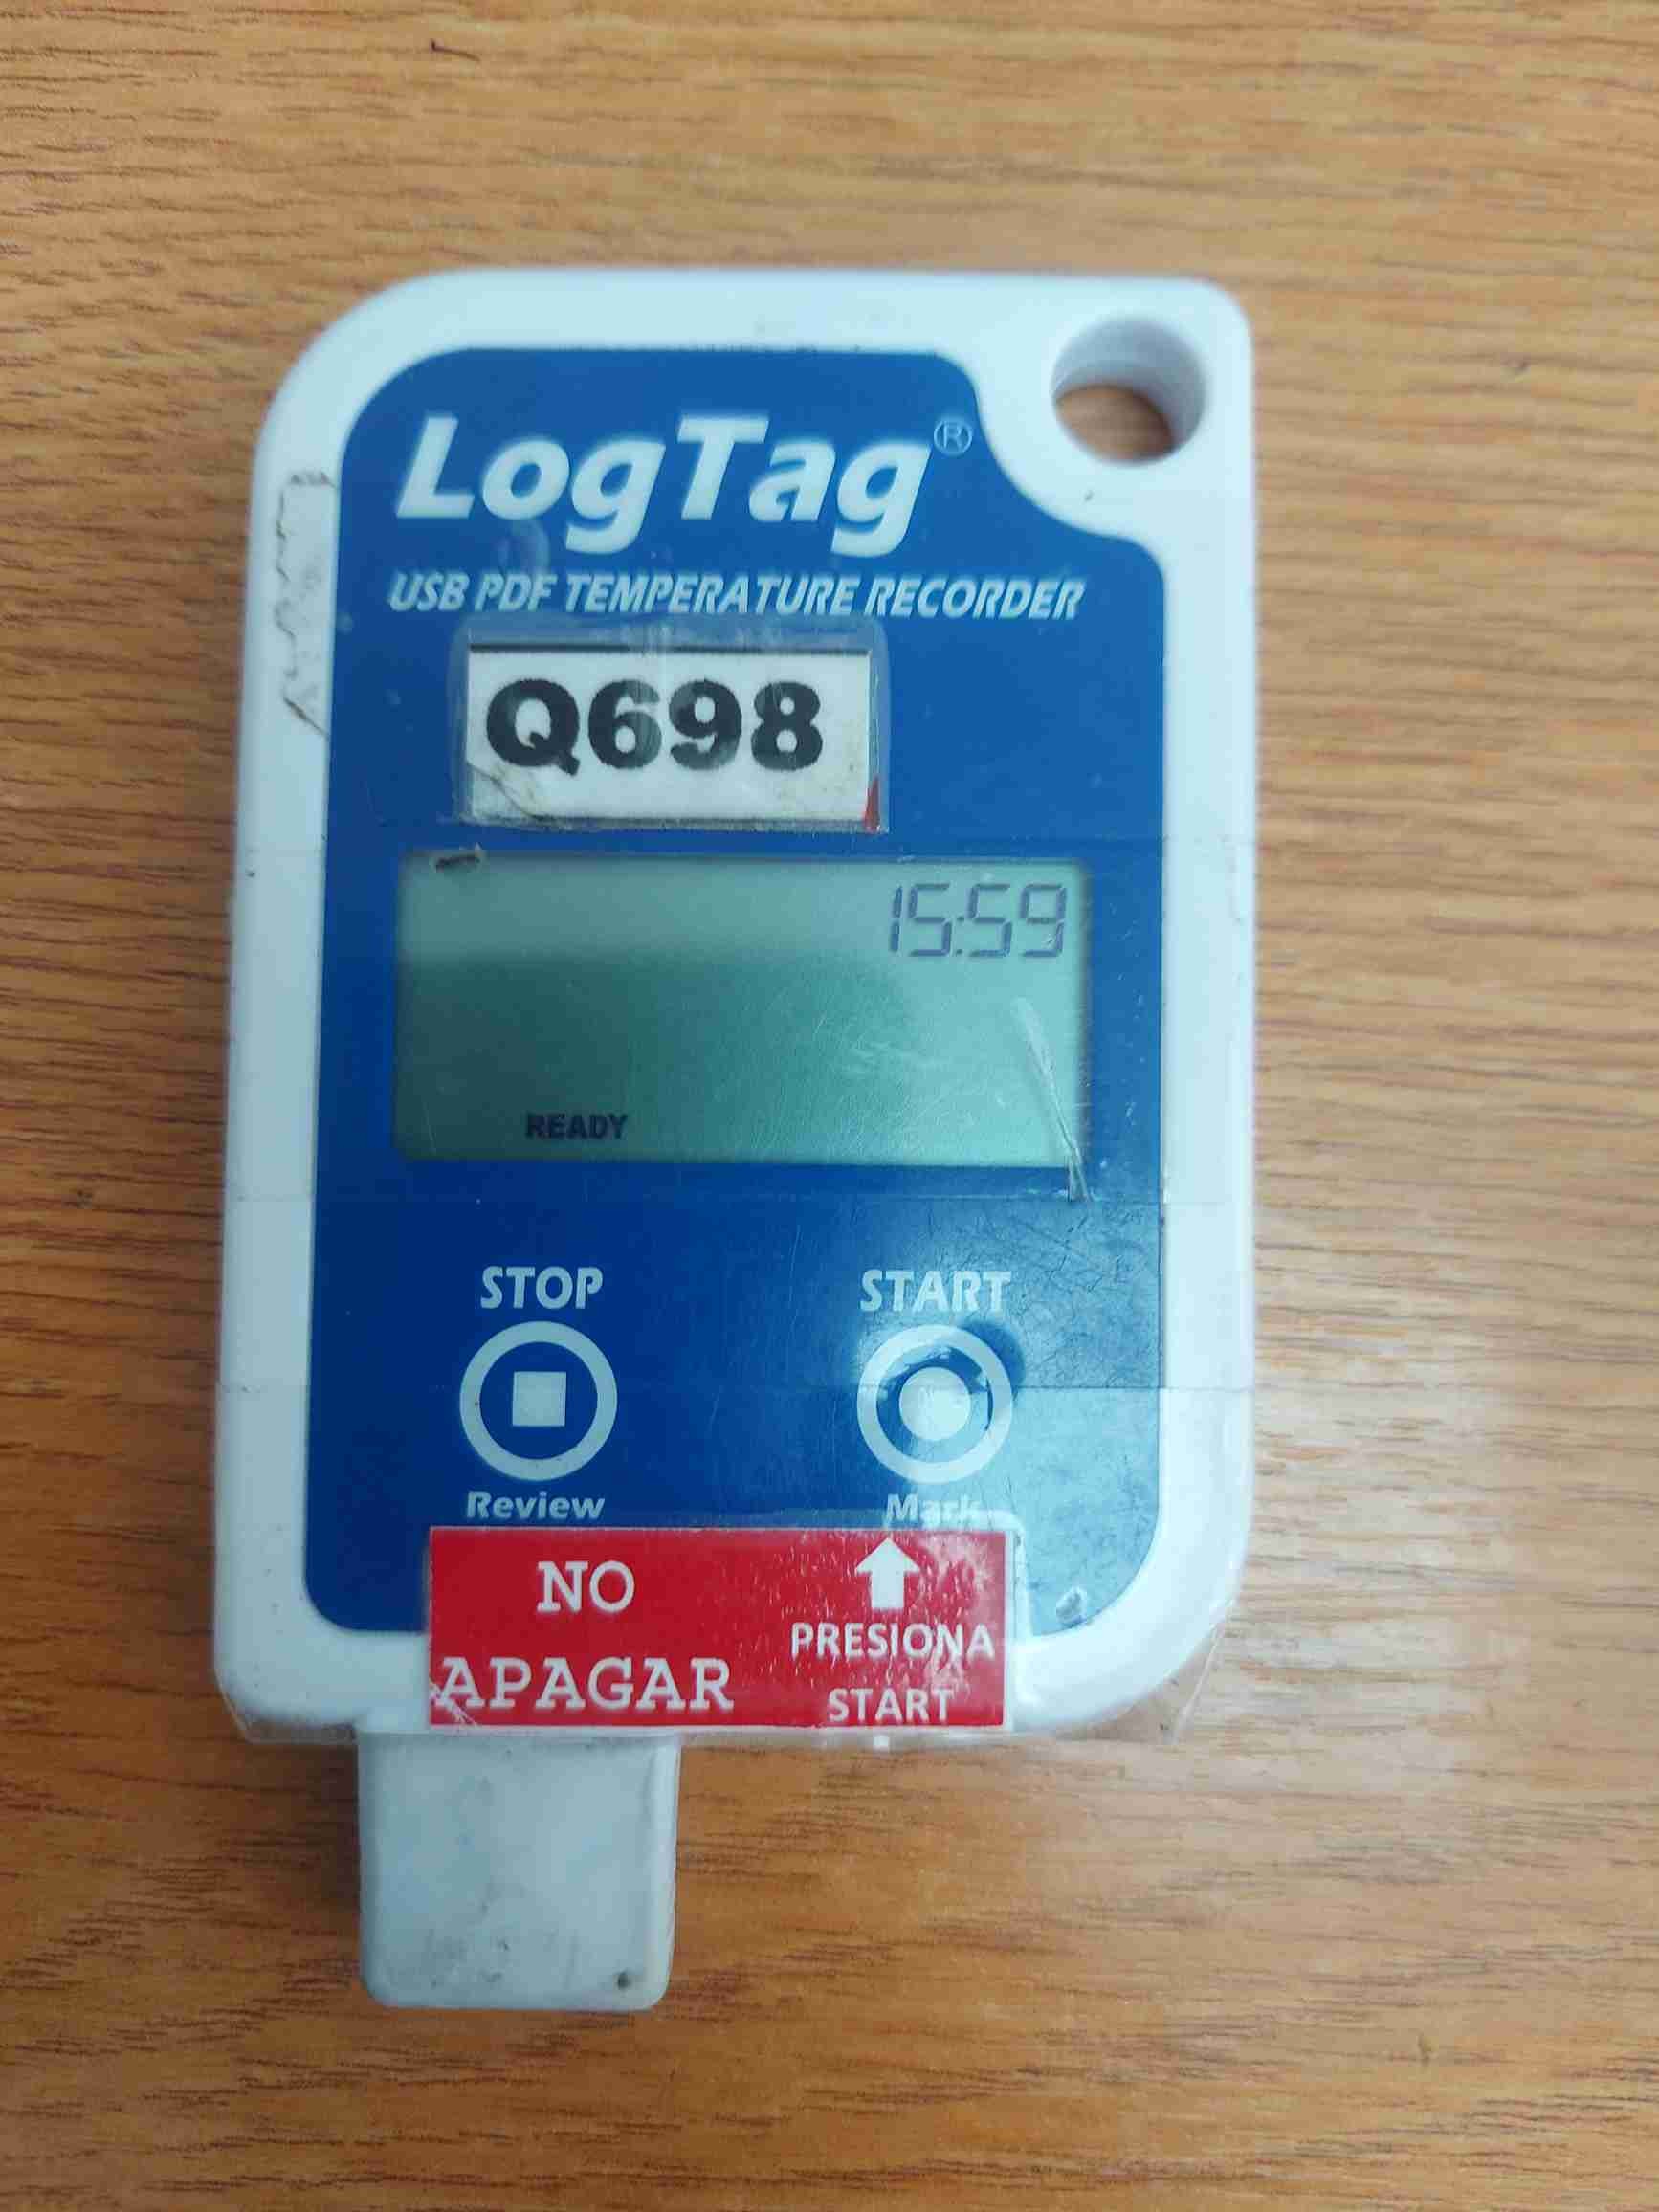 LogTag®
USB PDF TEMPERATURE RECORDER
Q698
15:59
READY
STOP START
Review Mark
NO
APAGAR
PRESIONA
START